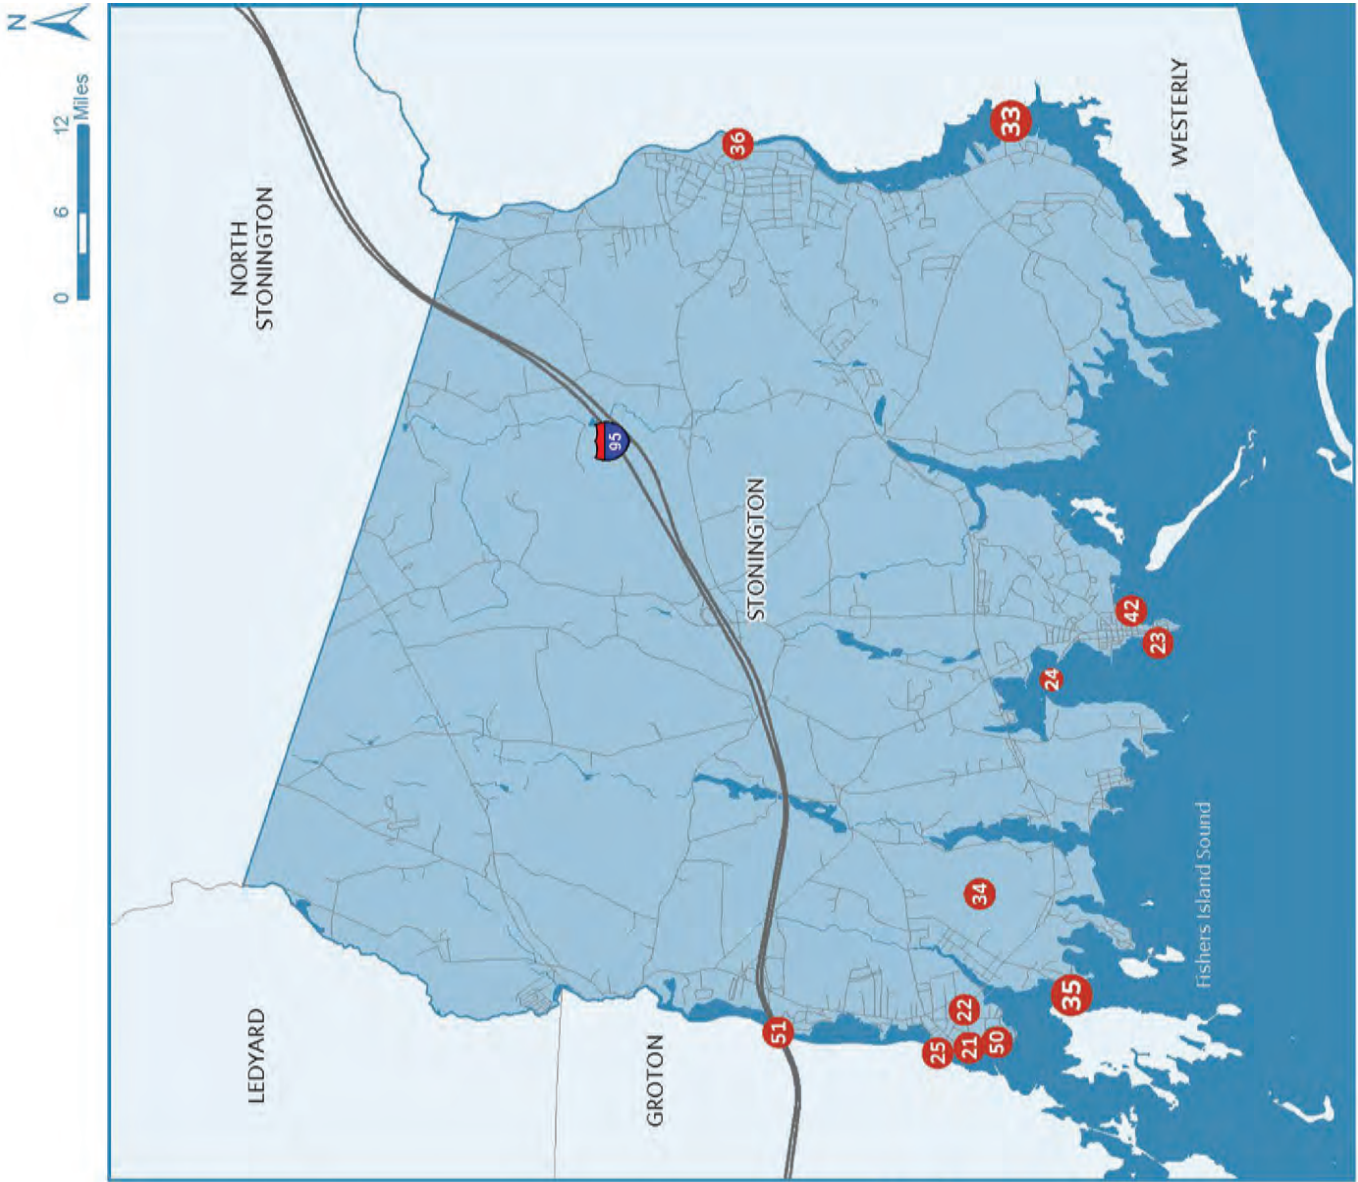 N
0 6 12
Miles
NORTH
STONINGTON
WESTERLY
LEDYARD
GROTON
STONINGTON
95
Fishers Island Sound
36
33
42
23
24
34
35
51
22
25
21
50